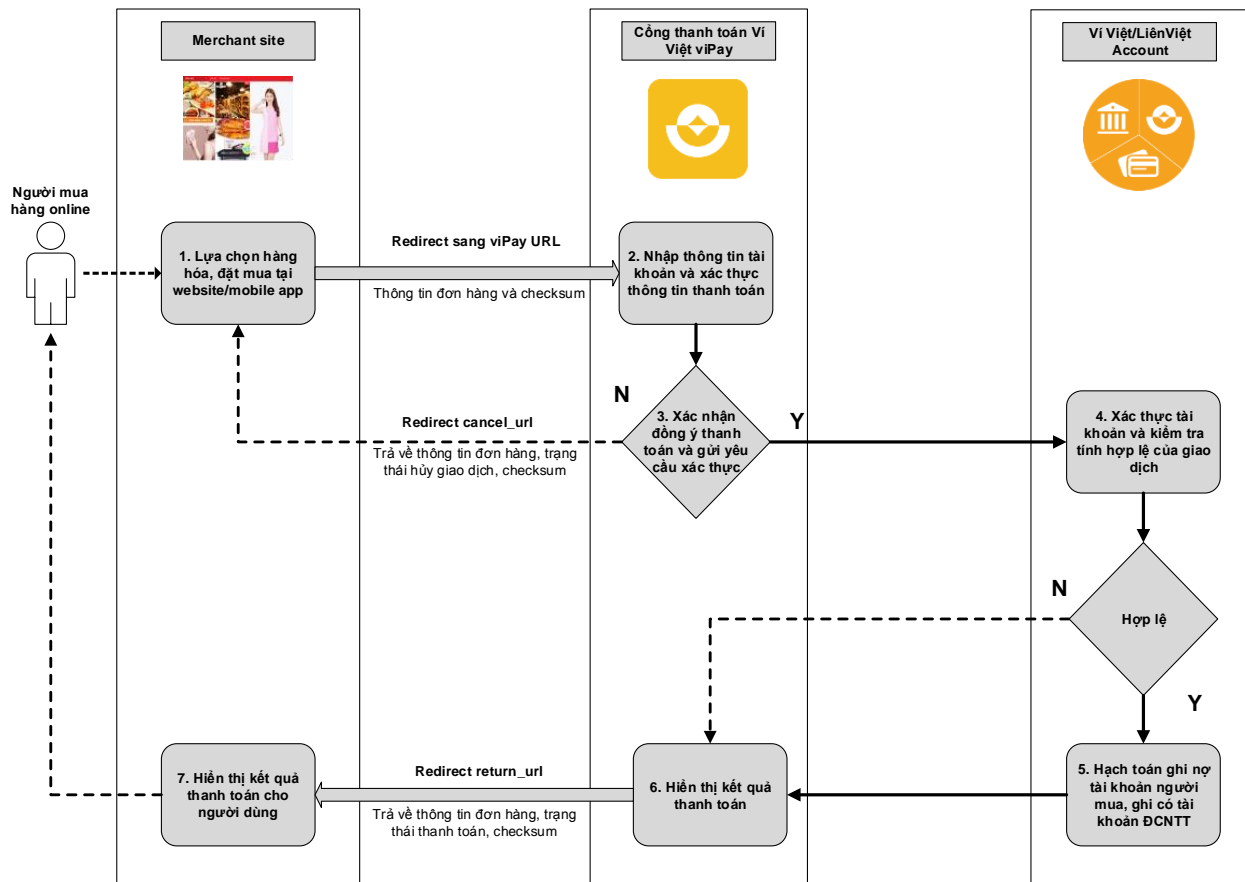 Merchant site
Cổng thanh toán Ví
Việt viPay
Ví Việt/LiênViệt
Account
Người mua
hàng online
1. Lựa chọn hàng
hóa, đặt mua tại
website/mobile app
Redirect sang viPay URL
Thông tin đơn hàng và checksum
2. Nhập thông tin tài
khoản và xác thực
thông tin thanh toán
N
3. Xác nhận
đồng ý thanh
toán và gửi yêu
cầu xác thực
Y
Redirect cancel_url
Trả về thông tin đơn hàng, trạng
thái hủy giao dịch, checksum
4. Xác thực tài
khoản và kiểm tra
tính hợp lệ của giao
dịch
N
Hợp lệ
Y
5. Hạch toán ghi nợ
tài khoản người
mua, ghi có tài
khoản ĐCNTT
6. Hiển thị kết quả
thanh toán
Redirect return_url
Trả về thông tin đơn hàng, trạng
thái thanh toán, checksum
7. Hiển thị kết quả
thanh toán cho
người dùng